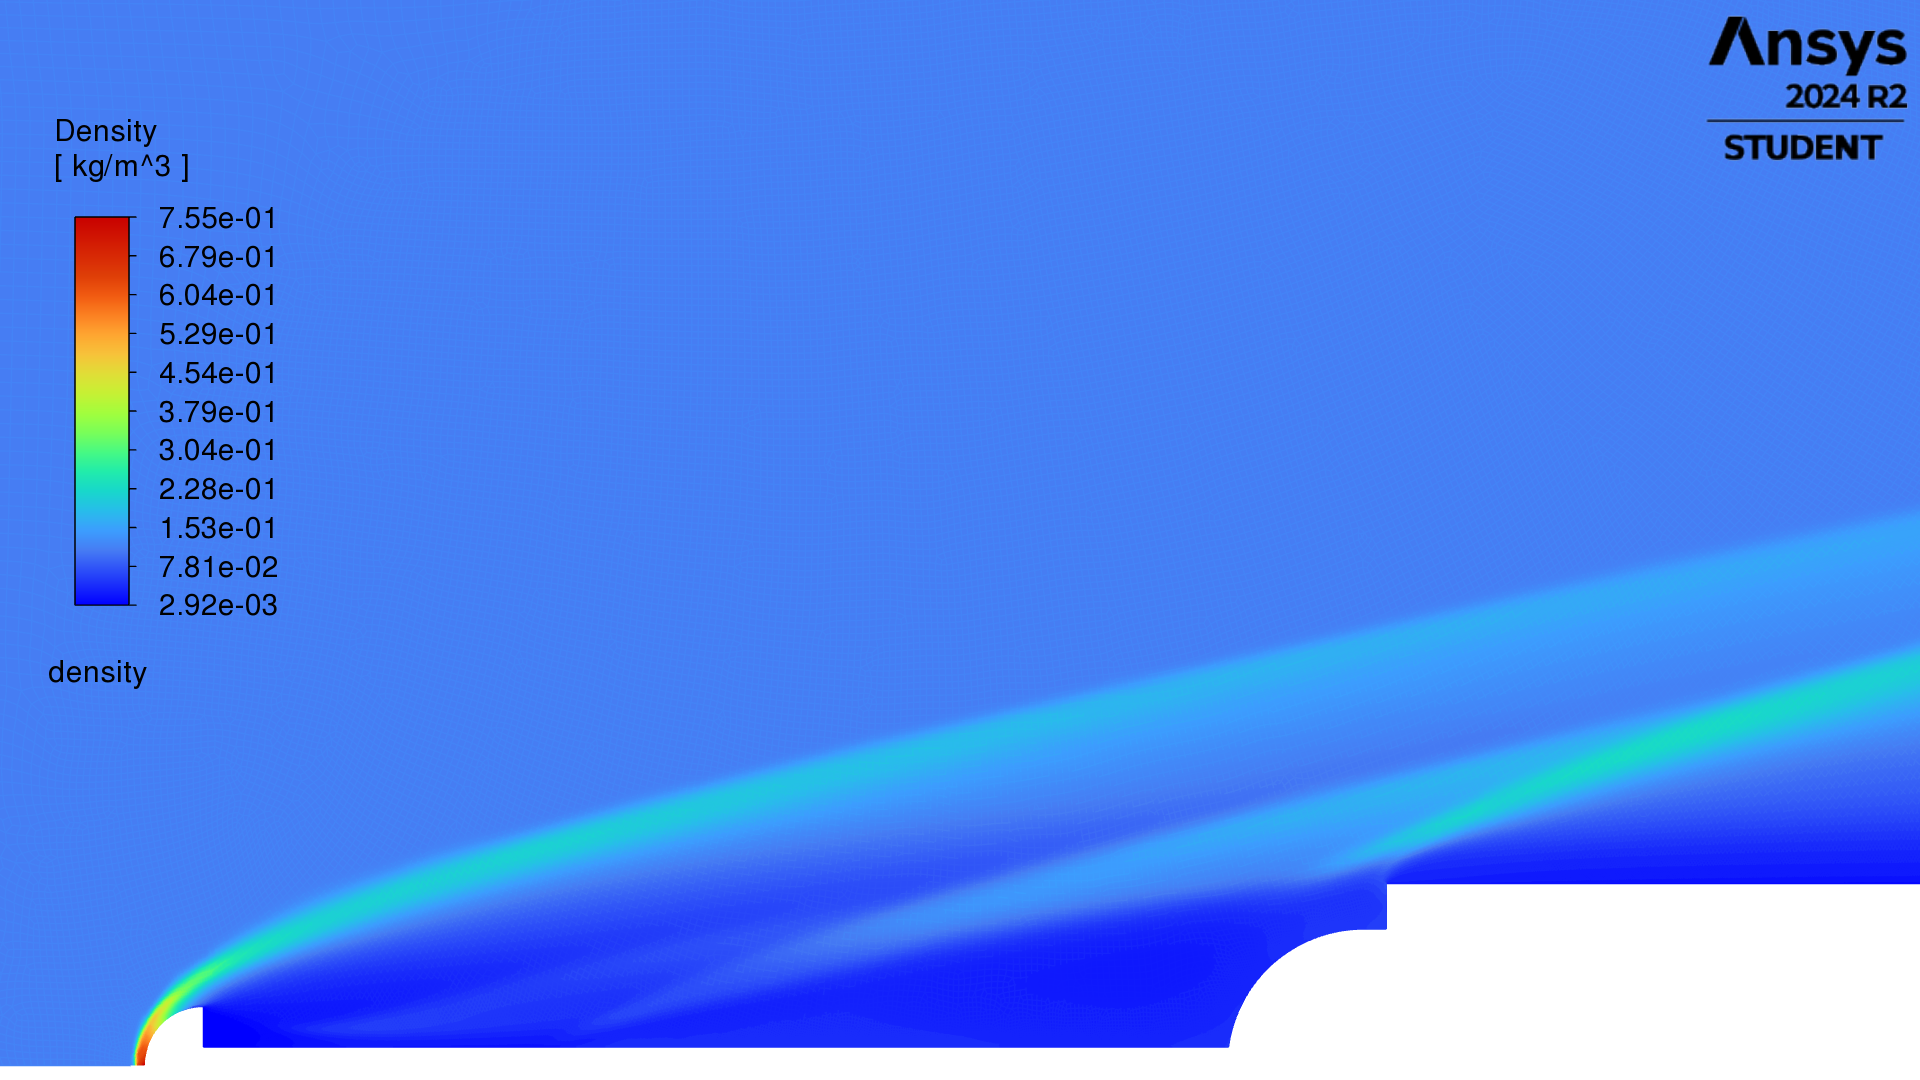 Ansys
2024 R2
STUDENT
Density
[ kg/m^3 ]
7.55e-01
6.79e-01
6.04e-01
5.29e-01
4.54e-01
3.79e-01
3.04e-01
2.28e-01
1.53e-01
7.81e-02
2.92e-03
density